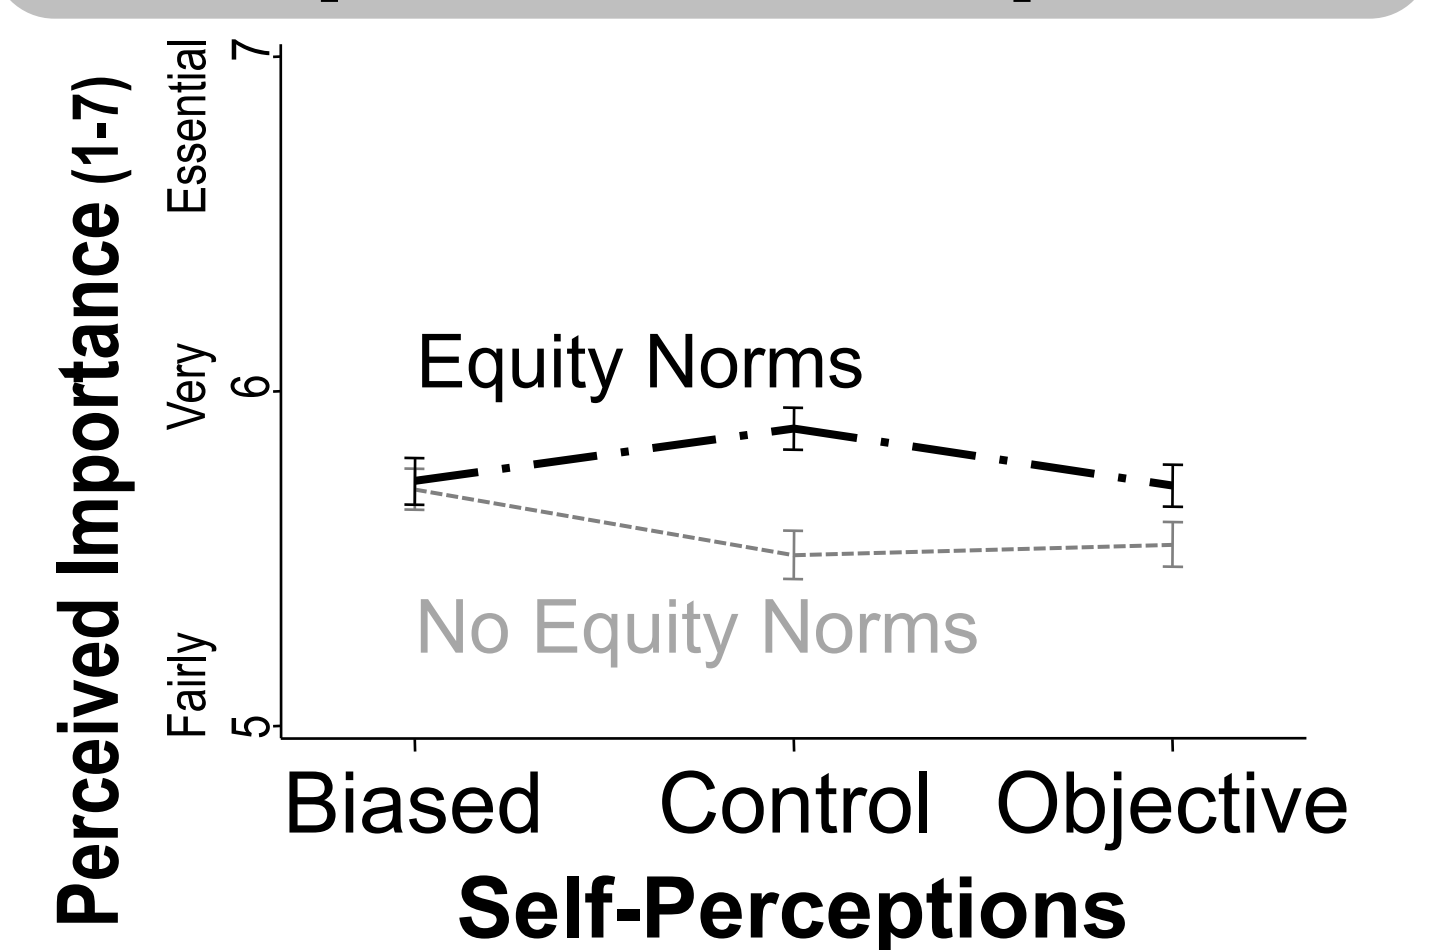 Perceived Importance (1-7)
Essential
Very
Fairly
7
6
5
Equity Norms
No Equity Norms
Biased Control Objective
Self-Perceptions